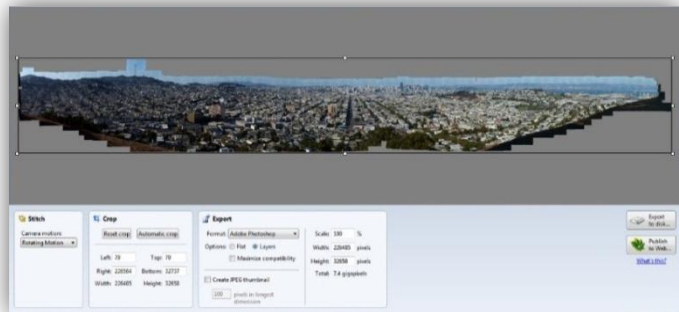 Stitch
Camera motion:
Rotating Motion
Crop
Reset crop
Automatic crop
Left: 79
Top: 79
Right: 226564
Bottom: 32737
Width: 226485
Height: 32658
Export
Format: Adobe Photoshop
Options: Flat Layers
Maximize compatibility
Create JPEG thumbnail
pixels in longest
dimension
Scale: 100 %
Width: 226485 pixels
Height: 32658 pixels
Total: 7.4 gigapixels
Export
to disk...
Publish
to Web...
What's this?